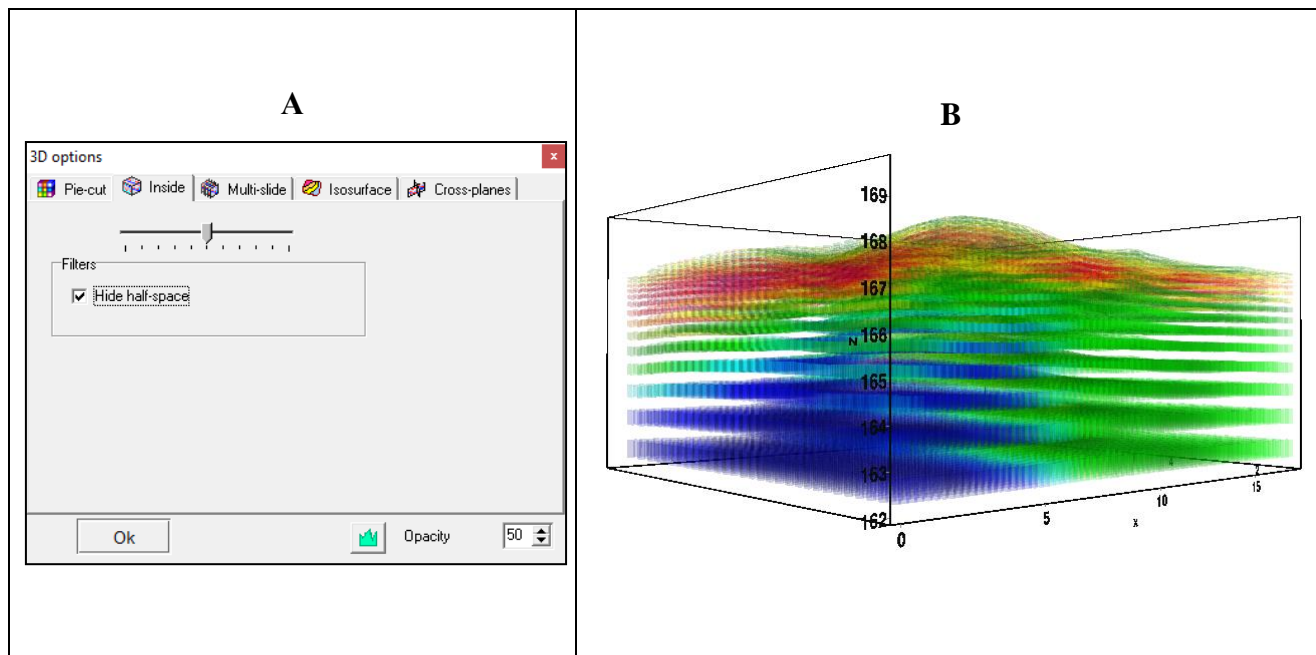 A
3D options
x
Pie-cut Inside Multi-slide Isosurface Cross-planes
Filters
Hide half-space
Ok Opacity 50
B
169
168
167
166
N
165
164
163
162
0 5 10 15
x